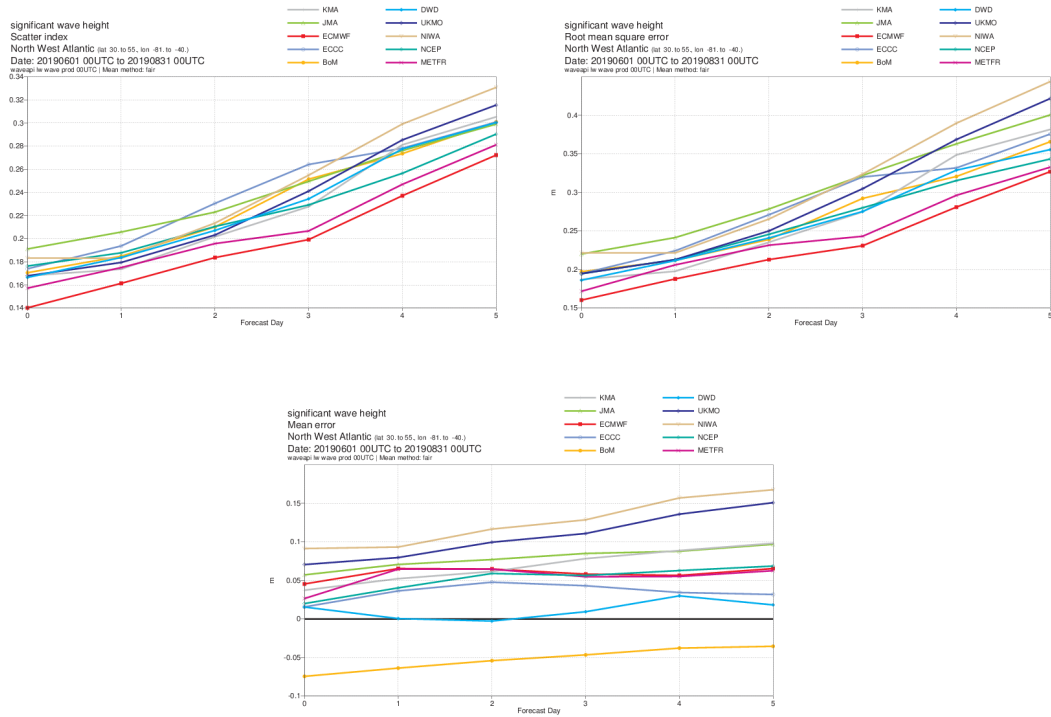 KMA DWD
JMA UKMO
ECMWF NIWA
ECCC NCEP
BoM METFR
significant wave height
Scatter index
North West Atlantic (lat 30. to 55., lon -81. to -40.)
Date: 20190601 00UTC to 20190831 00UTC
waveapi lw wave prod 00UTC | Mean method: fair
0.34
0.32
0.3
0.28
0.26
0.24
0.22
0.2
0.18
0.16
0.14
0 1 2 3 4 5
Forecast Day
KMA DWD
JMA UKMO
ECMWF NIWA
ECCC NCEP
BoM METFR
significant wave height
Root mean square error
North West Atlantic (lat 30. to 55., lon -81. to -40.)
Date: 20190601 00UTC to 20190831 00UTC
waveapi lw wave prod 00UTC | Mean method: fair
0.4
0.35
0.3
0.25
0.2
0.15
m
0 1 2 3 4 5
Forecast Day
KMA DWD
JMA UKMO
ECMWF NIWA
ECCC NCEP
BoM METFR
significant wave height
Mean error
North West Atlantic (lat 30. to 55., lon -81. to -40.)
Date: 20190601 00UTC to 20190831 00UTC
waveapi lw wave prod 00UTC | Mean method: fair
0.15
0.1
0.05
0
-0.05
-0.1
m
0 1 2 3 4 5
Forecast Day